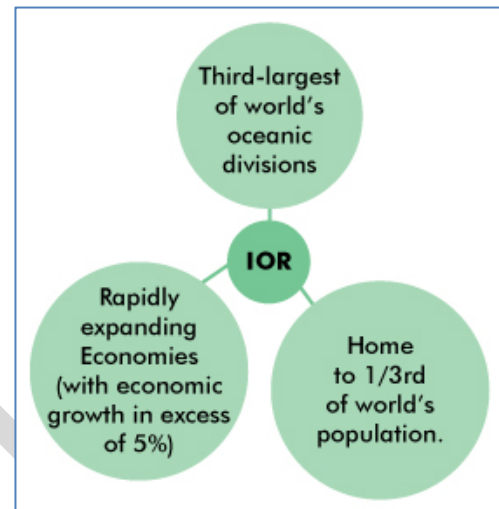 Third-largest
of world's
oceanic
divisions
IOR
Rapidly
expanding
Economies
(with economic
growth in excess
of 5%)
Home
to 1/3rd
of world's
population.